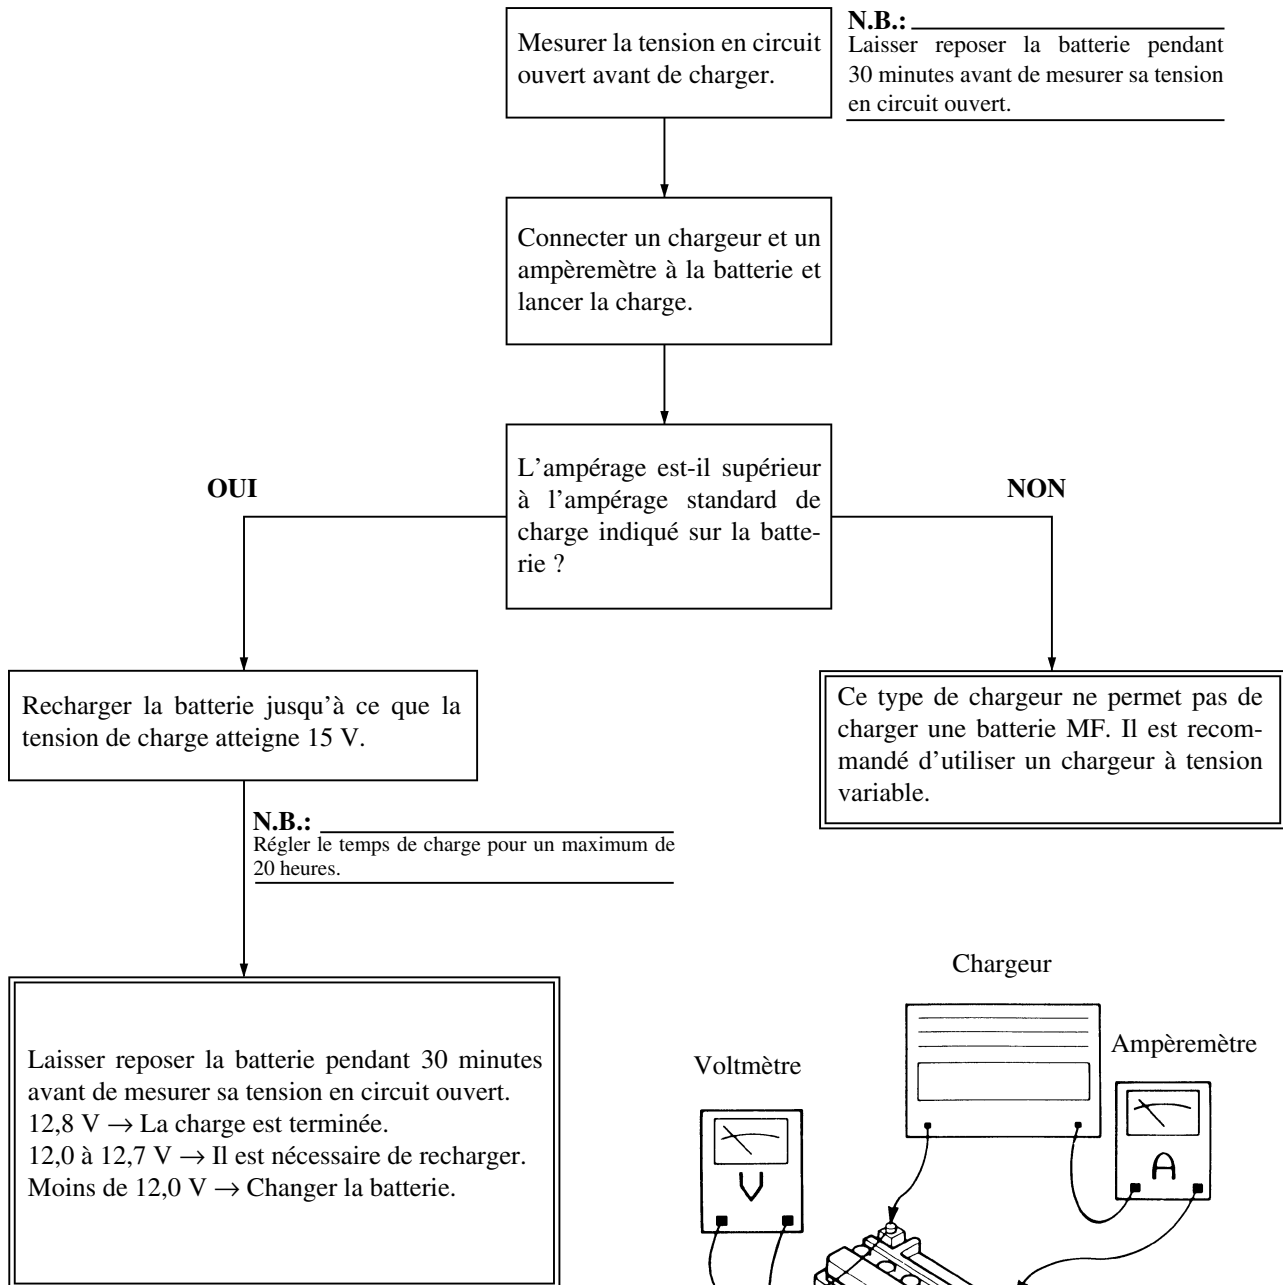 Mesurer la tension en circuit
ouvert avant de charger.
N.B.:
Laisser reposer la batterie pendant
30 minutes avant de mesurer sa tension
en circuit ouvert.
Connecter un chargeur et un
ampèremètre à la batterie et
lancer la charge.
L'ampérage est-il supérieur
à l'ampérage standard de
charge indiqué sur la batte-
rie ?
OUI
NON
Recharger la batterie jusqu'à ce que la
tension de charge atteigne 15 V.
Ce type de chargeur ne permet pas de
charger une batterie MF. Il est recom-
mandé d'utiliser un chargeur à tension
variable.
N.B.:
Régler le temps de charge pour un maximum de
20 heures.
Laisser reposer la batterie pendant 30 minutes
avant de mesurer sa tension en circuit ouvert.
12,8 V → La charge est terminée.
12,0 à 12,7 V → Il est nécessaire de recharger.
Moins de 12,0 V → Changer la batterie.
Chargeur
Ampèremètre
Voltmètre
V
A